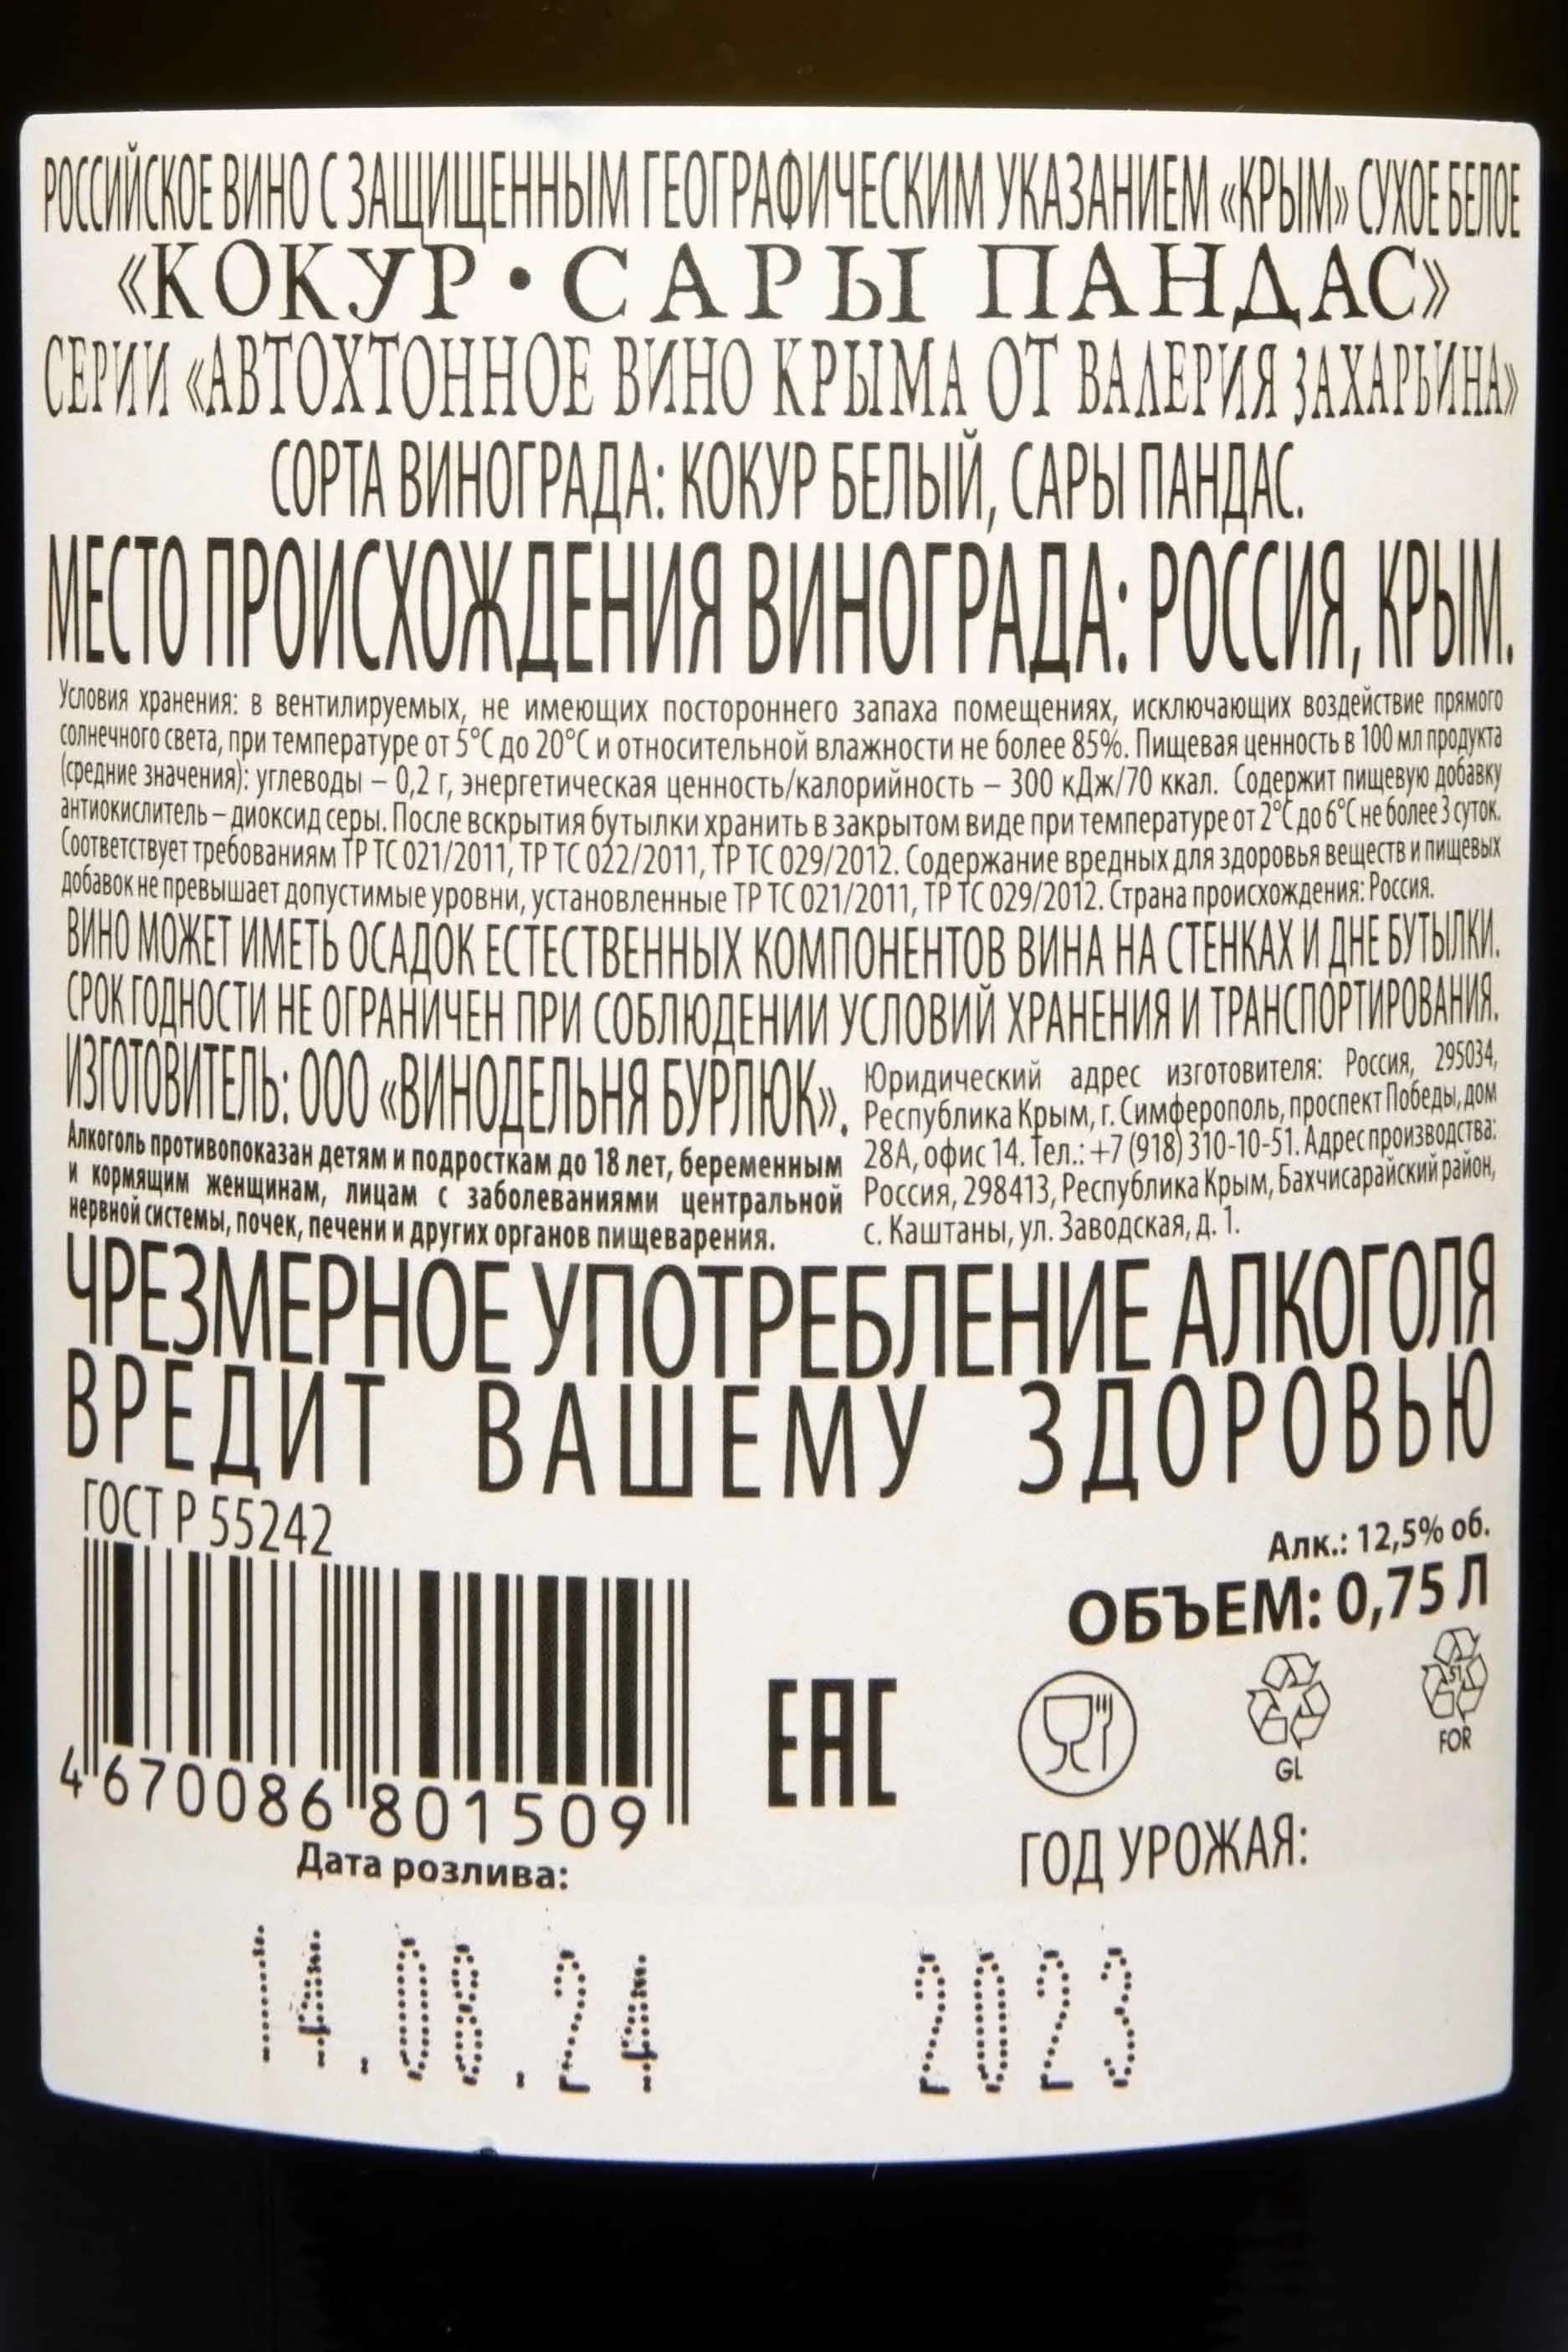 РОССИЙСКОЕ ВИНО С ЗАЩИЩЕННЫМ ГЕОГРАФИЧЕСКИМ УКАЗАНИЕМ «КРЫМ» СУХОЕ БЕЛОЕ
«КОКУР • САРЫ ПАНДАС»
СЕРИИ «АВТОХТОННОЕ ВИНО КРЫМА ОТ ВАЛЕРИЯ ЗАХАРЬИНА»
СОРТА ВИНОГРАДА: КОКУР БЕЛЫЙ, САРЫ ПАНДАС.
МЕСТО ПРОИСХОЖДЕНИЯ ВИНОГРАДА: РОССИЯ, КРЫМ.
Условия хранения: в вентилируемых, не имеющих постороннего запаха помещениях, исключающих воздействие прямого
солнечного света, при температуре от 5°С до 20°С и относительной влажности не более 85%. Пищевая ценность в 100 мл продукта
(средние значения): углеводы – 0,2 г, энергетическая ценность/калорийность – 300 кДж/70 ккал. Содержит пищевую добавку
антиокислитель – диоксид серы. После вскрытия бутылки хранить в закрытом виде при температуре от 2°С до 6°С не более 3 суток.
Соответствует требованиям ТР ТС 021/2011, ТР ТС 022/2011, ТР ТС 029/2012. Содержание вредных для здоровья веществ и пищевых
добавок не превышает допустимые уровни, установленные ТР ТС 021/2011, ТР ТС 029/2012. Страна происхождения: Россия.
ВИНО МОЖЕТ ИМЕТЬ ОСАДОК ЕСТЕСТВЕННЫХ КОМПОНЕНТОВ ВИНА НА СТЕНКАХ И ДНЕ БУТЫЛКИ.
СРОК ГОДНОСТИ НЕ ОГРАНИЧЕН ПРИ СОБЛЮДЕНИИ УСЛОВИЙ ХРАНЕНИЯ И ТРАНСПОРТИРОВАНИЯ.
ИЗГОТОВИТЕЛЬ: ООО «ВИНОДЕЛЬНЯ БУРЛЮК».
Алкоголь противопоказан детям и подросткам до 18 лет, беременным
и кормящим женщинам, лицам с заболеваниями центральной
нервной системы, почек, печени и других органов пищеварения.
Юридический адрес изготовителя: Россия, 295034,
Республика Крым, г. Симферополь, проспект Победы, дом
28А, офис 14. Тел.: +7 (918) 310-10-51. Адрес производства:
Россия, 298413, Республика Крым, Бахчисарайский район,
с. Каштаны, ул. Заводская, д. 1.
ЧРЕЗМЕРНОЕ УПОТРЕБЛЕНИЕ АЛКОГОЛЯ
ВРЕДИТ ВАШЕМУ ЗДОРОВЬЮ
ГОСТ Р 55242
Алк.: 12,5% об.
ОБЪЕМ: 0,75 Л
4 670086 801509
EAC
GL
51
FOR
Дата розлива:
ГОД УРОЖАЯ:
14.08.24
2023